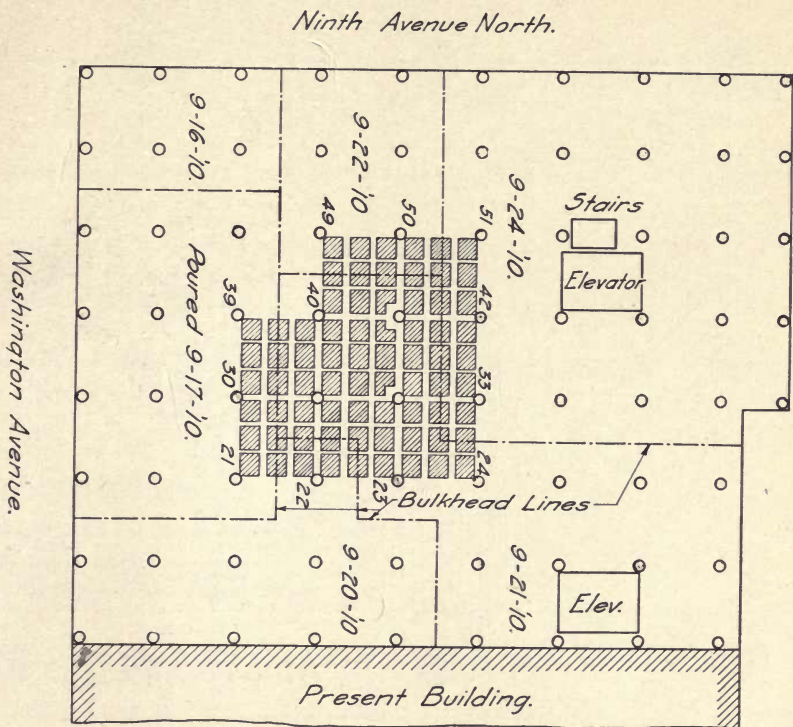 Ninth Avenue North.
9-16-'10.
9-22-'10
9-24-'10.
Stairs
Elevator
49
50
51
Washington Avenue.
Poured 9-17-'10.
39
40
42
30
33
21
22
23
24
Bulkhead Lines
9-20-'10
9-21-'10.
Elev.
Present Building.